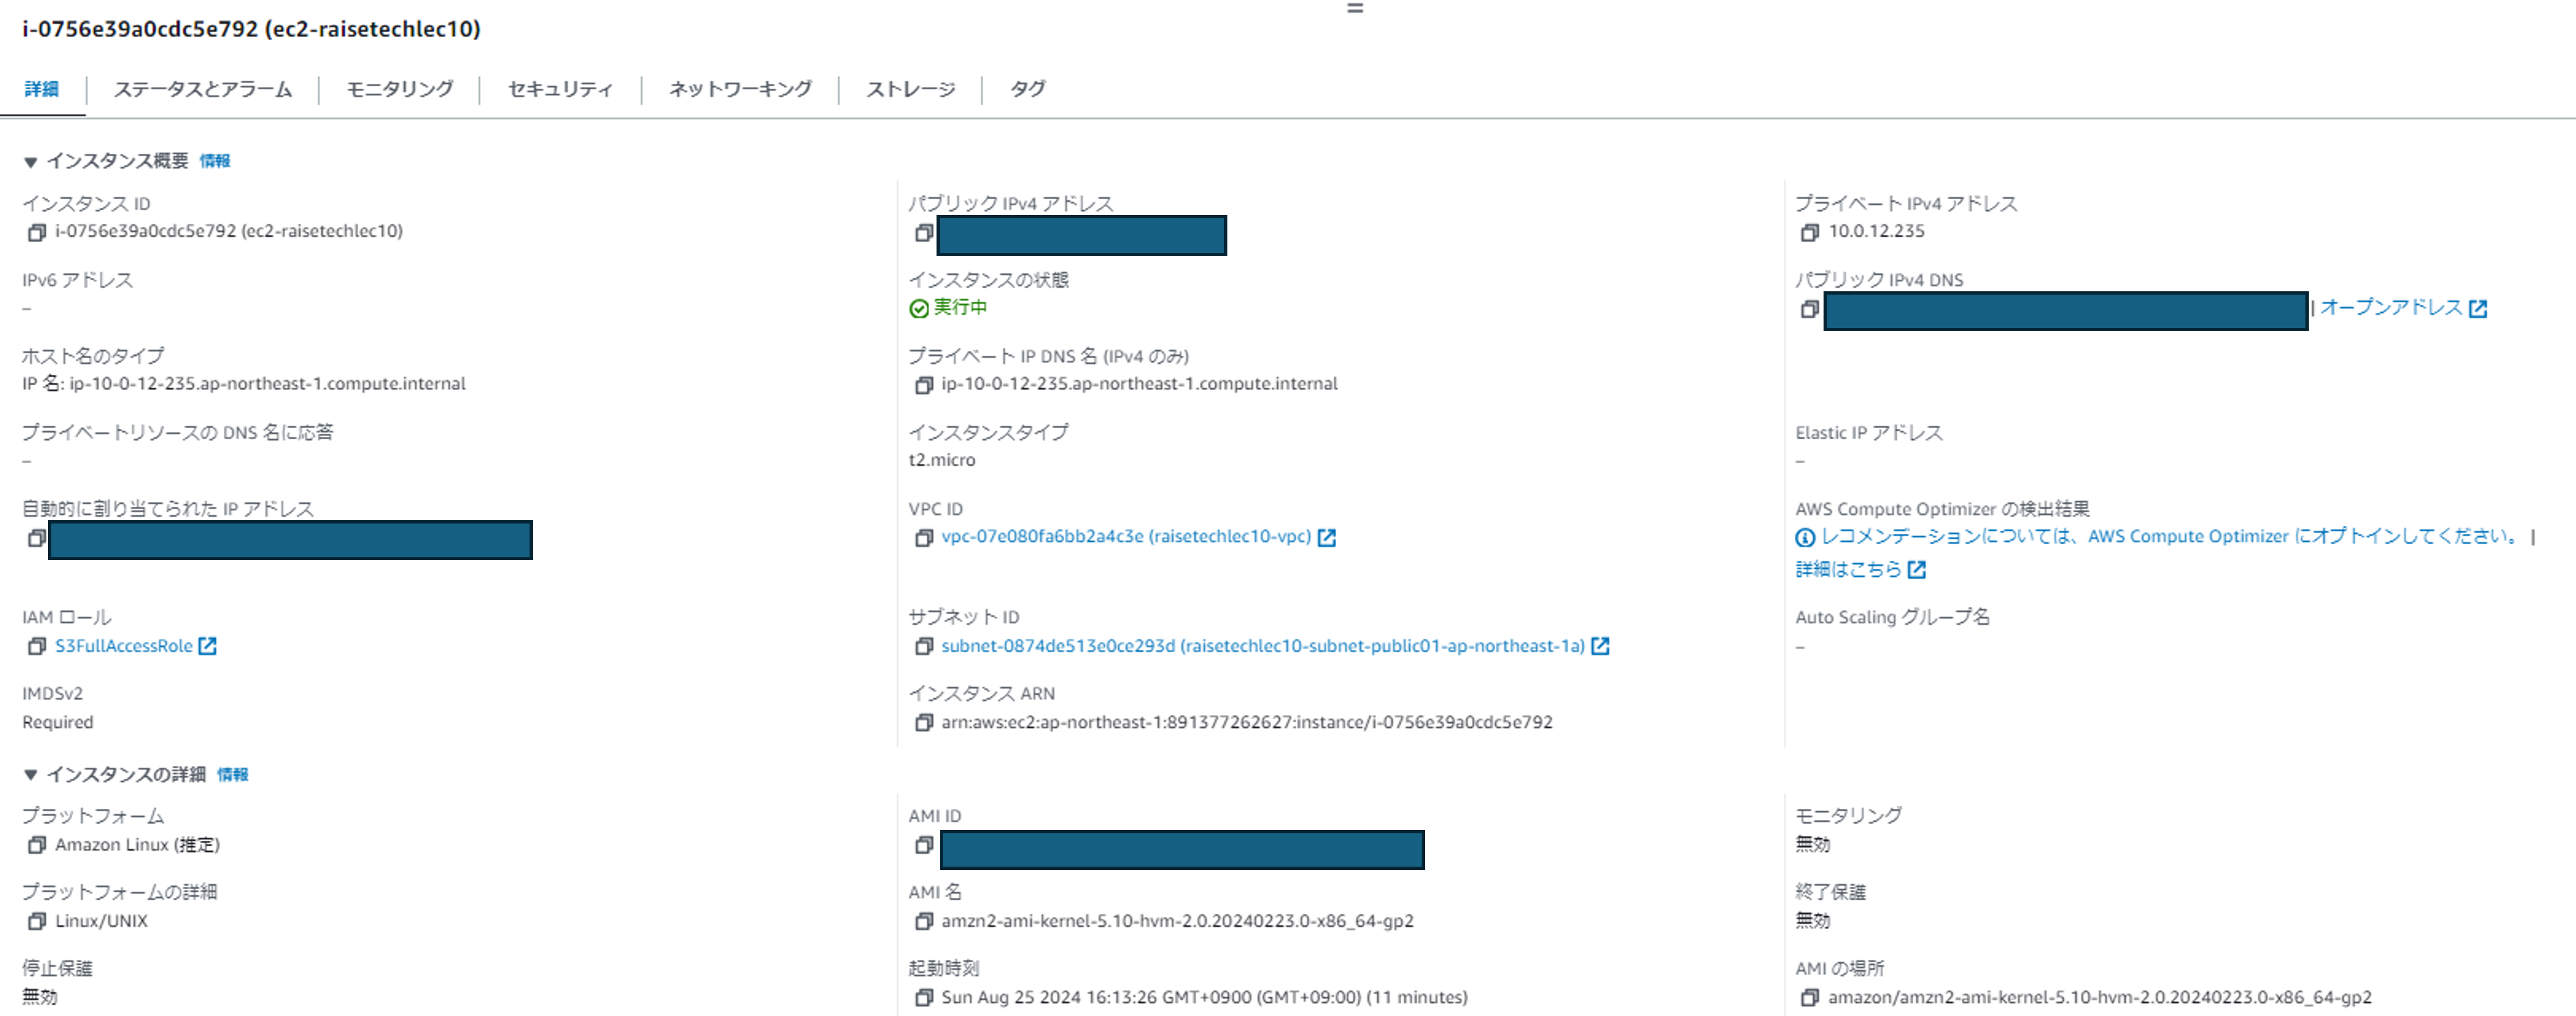 i-0756e39a0cdc5e792 (ec2-raisetechlec10)
詳細
ステータスとアラーム
モニタリング
セキュリティ
ネットワーキング
ストレージ
タグ
▼ インスタンス概要 情報
インスタンス ID
i-0756e39a0cdc5e792 (ec2-raisetechlec10)
パブリック IPv4 アドレス
プライベート IPv4 アドレス
10.0.12.235
IPv6 アドレス
–
インスタンスの状態
実行中
パブリック IPv4 DNS
| オープンアドレス
ホスト名のタイプ
IP 名: ip-10-0-12-235.ap-northeast-1.compute.internal
プライベート IP DNS 名 (IPv4 のみ)
ip-10-0-12-235.ap-northeast-1.compute.internal
プライベートリソースの DNS 名に応答
–
インスタンスタイプ
t2.micro
Elastic IP アドレス
–
自動的に割り当てられた IP アドレス
VPC ID
vpc-07e080fa6bb2a4c3e (raisetechlec10-vpc)
AWS Compute Optimizer の検出結果
レコメンデーションについては、AWS Compute Optimizer にオプトインしてください。 |
詳細はこちら
IAM ロール
S3FullAccessRole
サブネット ID
subnet-0874de513e0ce293d (raisetechlec10-subnet-public01-ap-northeast-1a)
Auto Scaling グループ名
–
IMDSv2
Required
インスタンス ARN
arn:aws:ec2:ap-northeast-1:891377262627:instance/i-0756e39a0cdc5e792
▼ インスタンスの詳細 情報
プラットフォーム
Amazon Linux (推定)
AMI ID
モニタリング
無効
プラットフォームの詳細
Linux/UNIX
AMI 名
amzn2-ami-kernel-5.10-hvm-2.0.20240223.0-x86_64-gp2
終了保護
無効
停止保護
無効
起動時刻
Sun Aug 25 2024 16:13:26 GMT+0900 (GMT+09:00) (11 minutes)
AMI の場所
amazon/amzn2-ami-kernel-5.10-hvm-2.0.20240223.0-x86_64-gp2